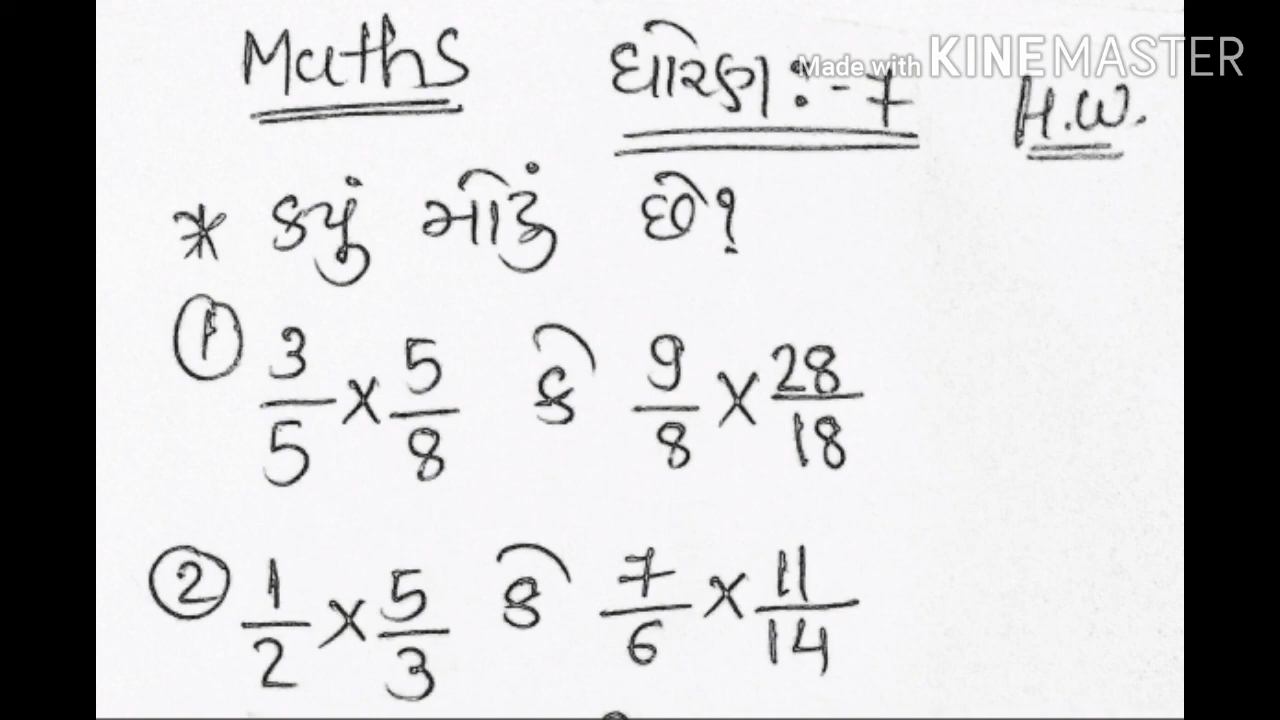 Maths ધોરણ :- 7 H.W.
Made with KINEMASTER
* કયું મોટું છે?
① 3/5 × 5/8 કે 9/8 × 28/18
② 1/2 × 5/3 કે 7/6 × 11/14